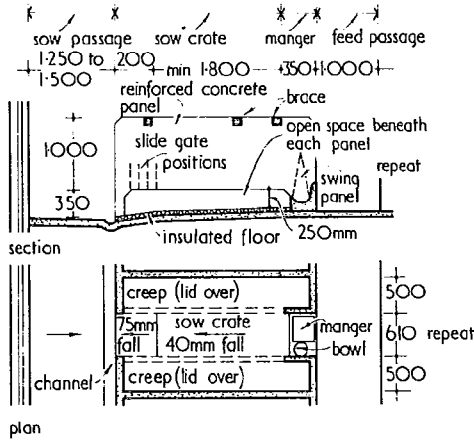 sow passage sow crate manger feed passage
1·250 to 200 min 1·800 350 1·000
1·500
reinforced concrete
panel
brace
slide gate
positions
open space beneath
each panel
1·000
swing
panel
repeat
350
insulated floor
250mm
section
creep (lid over)
500
75mm
fall
sow crate
40mm fall
manger
bowl
610 repeat
channel
creep (lid over)
500
plan